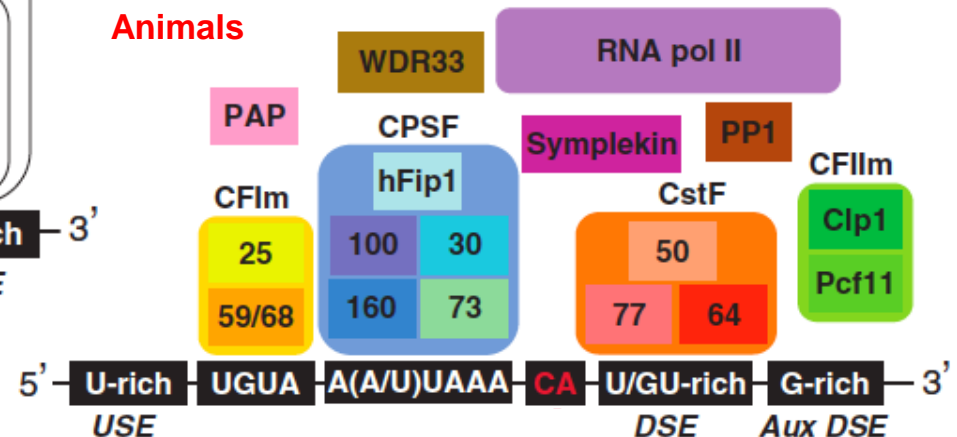 Animals
WDR33
RNA pol II
PAP
CPSF
Symplekin
PP1
CFIm
hFip1
CstF
CFIIm
25
100
30
50
Clp1
59/68
160
73
77
64
Pcf11
ch 3’
E
5’ U-rich UGUA A(A/U)UAAA CA U/GU-rich G-rich 3’
USE DSE Aux DSE